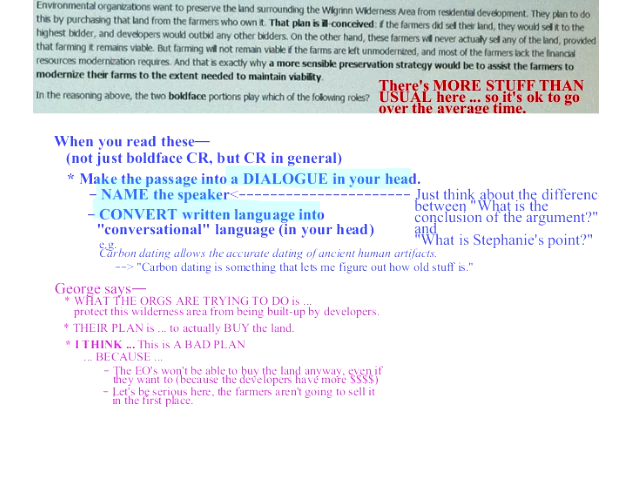 Environmental organizations want to preserve the land surrounding the Wilgrinn Wilderness Area from residential development. They plan to do
this by purchasing that land from the farmers who own it. That plan is ill-conceived: if the farmers did sell their land, they would sell it to the
highest bidder, and developers would outbid any other bidders. On the other hand, these farmers will never actually sell any of the land, provided
that farming it remains viable. But farming will not remain viable if the farms are left unmodernized, and most of the farmers lack the financial
resources modernization requires. And that is exactly why a more sensible preservation strategy would be to assist the farmers to
modernize their farms to the extent needed to maintain viability.
In the reasoning above, the two boldface portions play which of the following roles?
There's MORE STUFF THAN
USUAL here ... so it's ok to go
over the average time.
When you read these—
(not just boldface CR, but CR in general)
* Make the passage into a DIALOGUE in your head.
– NAME the speaker<-----------------------
Just think about the differenc
between "What is the
conclusion of the argument?"
and
"What is Stephanie's point?"
– CONVERT written language into
"conversational" language (in your head)
e.g.
Carbon dating allows the accurate dating of ancient human artifacts.
--> "Carbon dating is something that lets me figure out how old stuff is."
George says—
* WHAT THE ORGS ARE TRYING TO DO is ...
protect this wilderness area from being built-up by developers.
* THEIR PLAN is ... to actually BUY the land.
* I THINK ... This is A BAD PLAN
... BECAUSE ...
– The EO's won't be able to buy the land anyway, even if
they want to (because the developers have more $$$$)
– Let's be serious here, the farmers aren't going to sell it
in the first place.